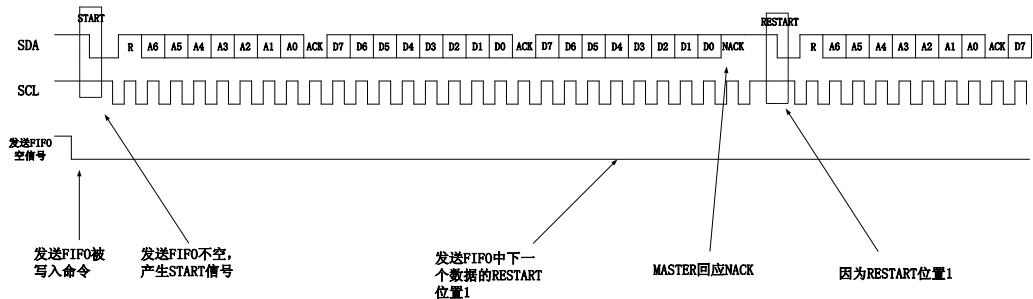 START
RESTART
SDA R A6 A5 A4 A3 A2 A1 A0 ACK D7 D6 D5 D4 D3 D2 D1 D0 ACK D7 D6 D5 D4 D3 D2 D1 D0 NACK R A6 A5 A4 A3 A2 A1 A0 ACK D7
SCL
发送FIFO
空信号
发送FIFO被
写入命令
发送FIFO不空,
产生START信号
发送FIFO中下一
个数据的RESTART
位置1
MASTER回应NACK
因为RESTART位置1